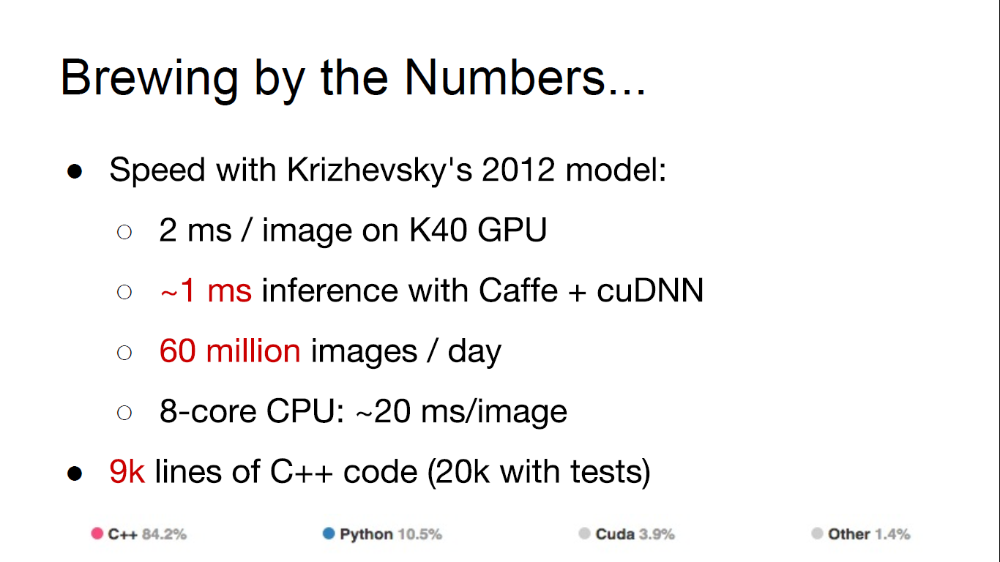 Brewing by the Numbers...
● Speed with Krizhevsky's 2012 model:
○ 2 ms / image on K40 GPU
○ ~1 ms inference with Caffe + cuDNN
○ 60 million images / day
○ 8-core CPU: ~20 ms/image
● 9k lines of C++ code (20k with tests)
C++ 84.2% Python 10.5% Cuda 3.9% Other 1.4%